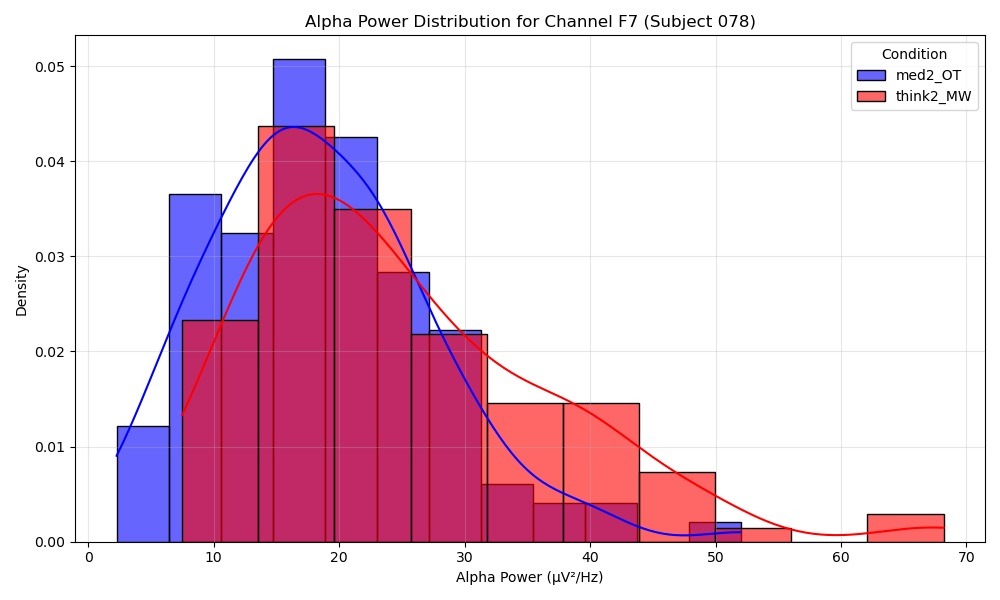 Alpha Power Distribution for Channel F7 (Subject 078)
Condition
med2_OT
think2_MW
Density
0.05
0.04
0.03
0.02
0.01
0.00
0 10 20 30 40 50 60 70
Alpha Power (μV²/Hz)